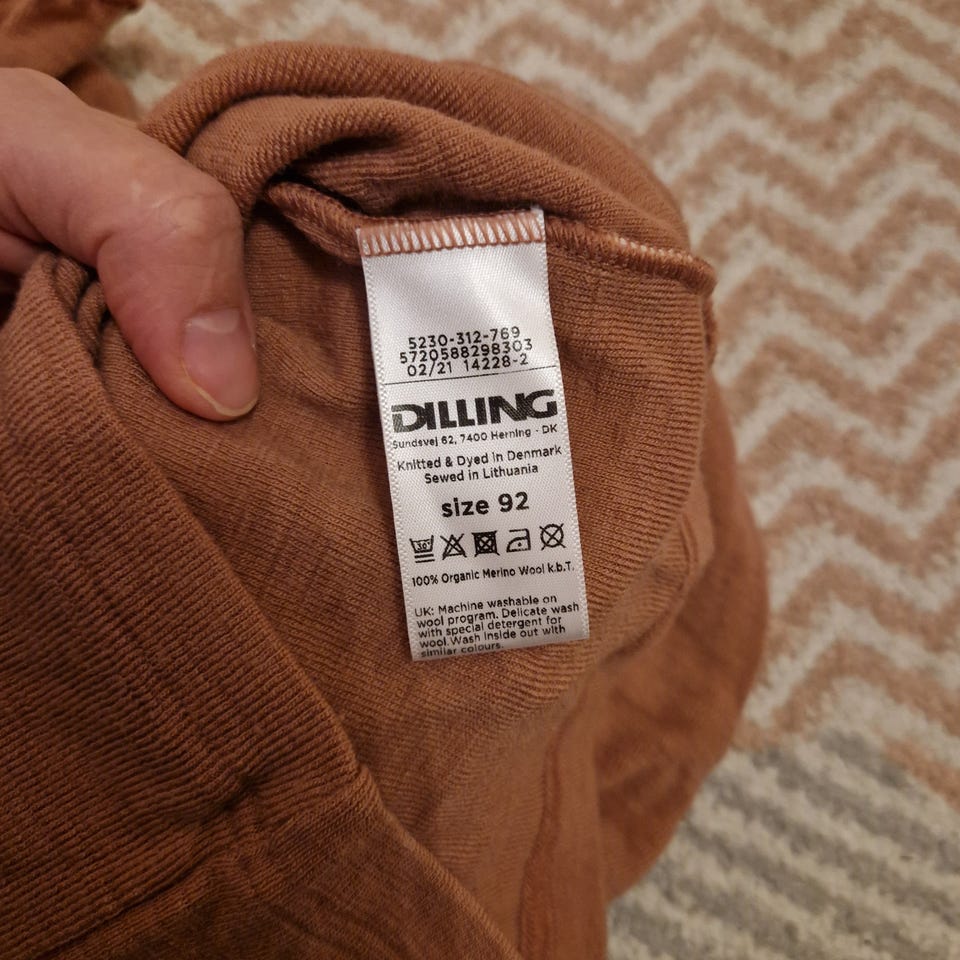 5230-312-769
5720588298303
02/21 14228-2
DILLING
Sundsvej 62, 7400 Herning - DK
Knitted & Dyed in Denmark
Sewed in Lithuania
size 92
30°
100% Organic Merino Wool k.b.T.
UK: Machine washable on
wool program. Delicate wash
with special detergent for
wool. Wash inside out with
similar colours.